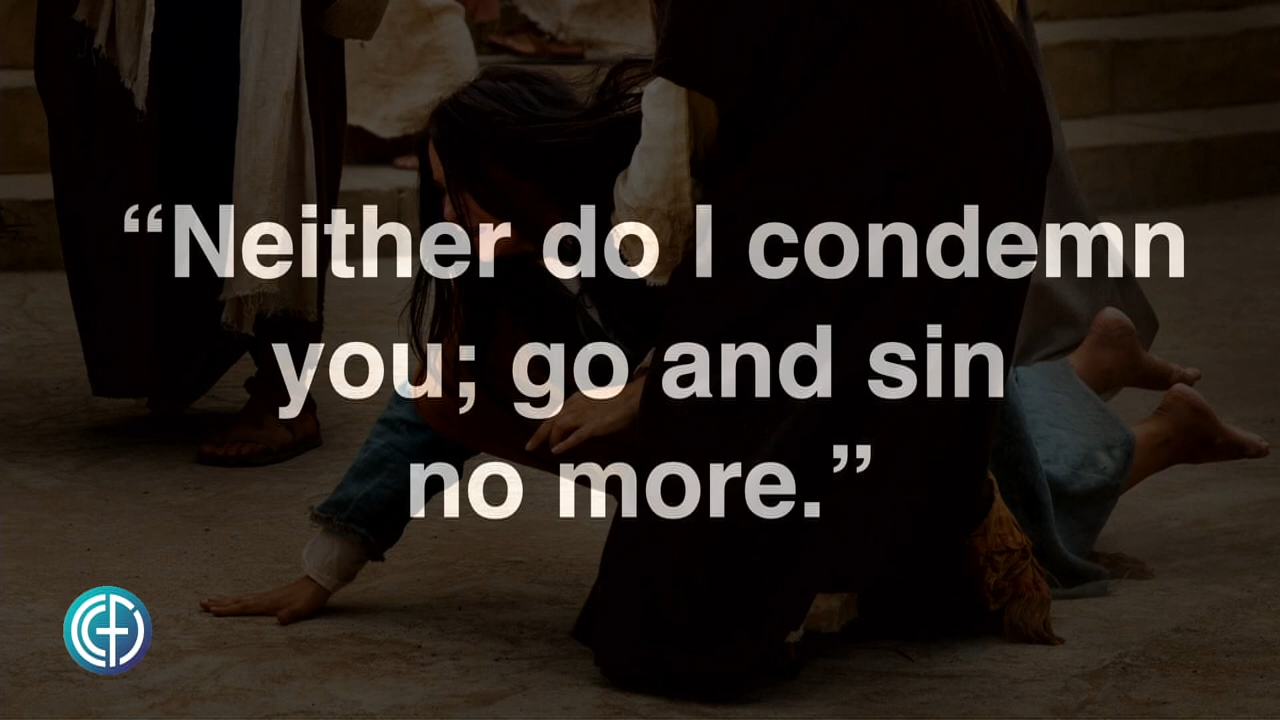 “Neither do I condemn
you; go and sin
no more.”